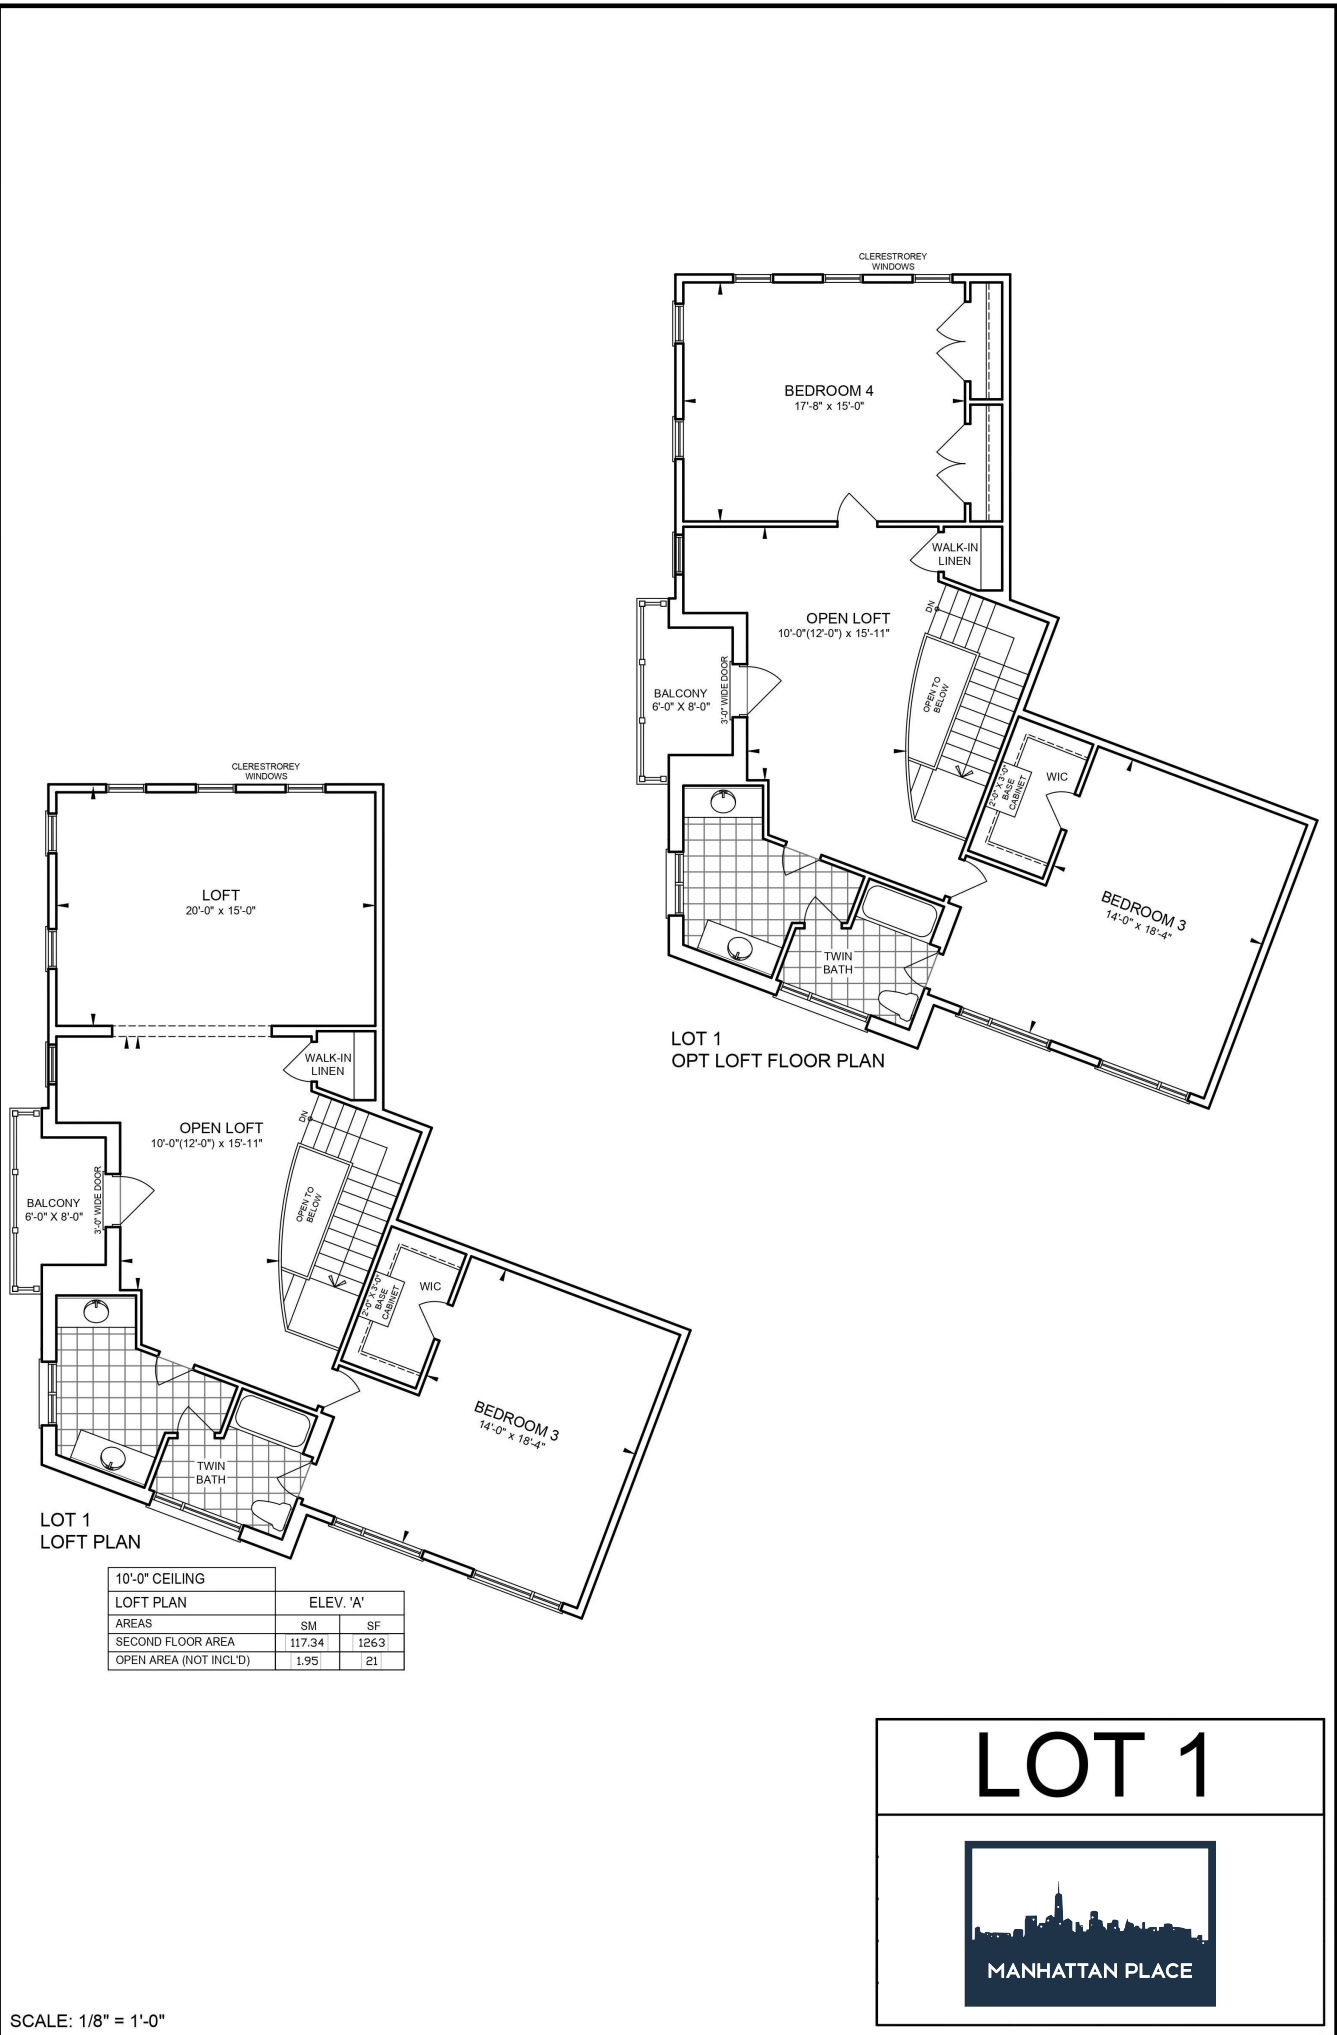 CLERESTROREY
WINDOWS
BEDROOM 4
17'-8" x 15'-0"
WALK-IN
LINEN
DN
OPEN LOFT
10'-0"(12'-0") x 15'-11"
OPEN TO
BELOW
BALCONY
6'-0" X 8'-0"
3'-0" WIDE DOOR
WIC
2'-0" X 3'-0"
BASE
CABINET
BEDROOM 3
14'-0" x 18'-4"
TWIN
BATH
LOT 1
OPT LOFT FLOOR PLAN
CLERESTROREY
WINDOWS
LOFT
20'-0" x 15'-0"
WALK-IN
LINEN
DN
OPEN LOFT
10'-0"(12'-0") x 15'-11"
OPEN TO
BELOW
BALCONY
6'-0" X 8'-0"
3'-0" WIDE DOOR
WIC
2'-0" X 3'-0"
BASE
CABINET
BEDROOM 3
14'-0" x 18'-4"
TWIN
BATH
LOT 1
LOFT PLAN
10'-0" CEILING
LOFT PLAN ELEV. 'A'
AREAS SM SF
SECOND FLOOR AREA 117.34 1263
OPEN AREA (NOT INCL'D) 1.95 21
LOT 1
MANHATTAN PLACE
SCALE: 1/8" = 1'-0"